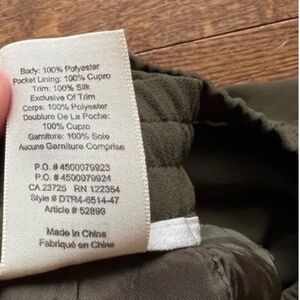 Body: 100% Polyester
Pocket Lining: 100% Cupro
Trim: 100% Silk
Exclusive Of Trim
Corps: 100% Polyester
Doublure De La Poche:
100% Cupro
Garniture: 100% Soie
Aucune Garniture Comprise
P.O. # 4500079923
P.O. # 4500079924
CA 23725 RN 122354
Style # DTR4-6514-47
Article # 52899
Made in China
Fabriqué en Chine